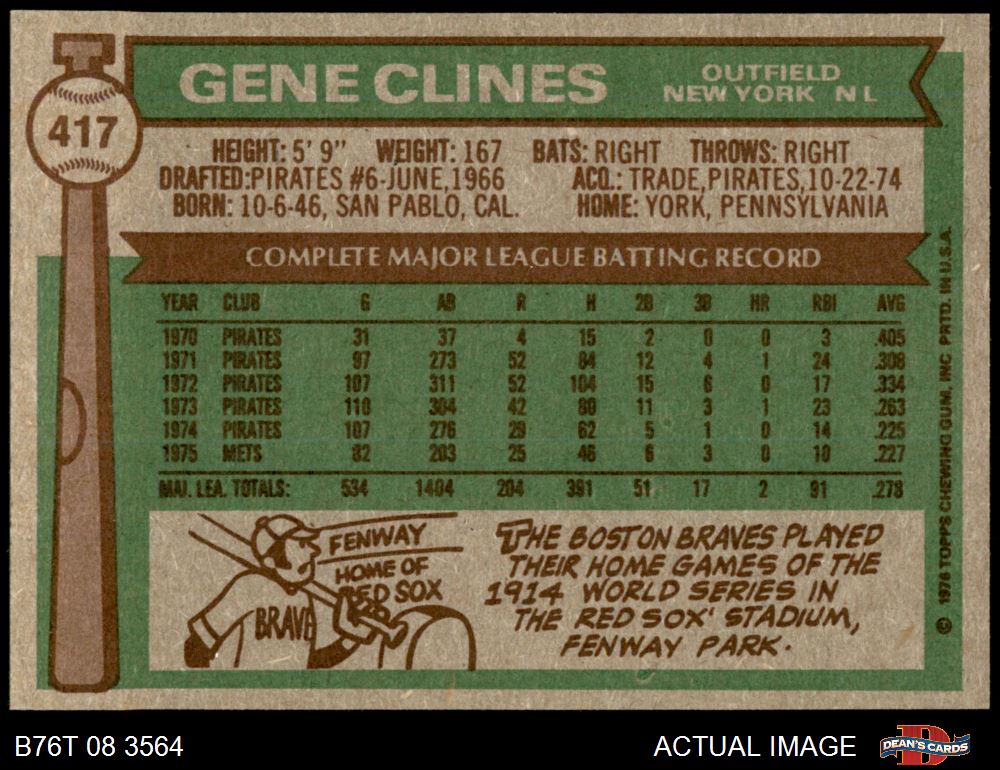 GENE CLINES
OUTFIELD
NEW YORK N L
417
HEIGHT: 5' 9" WEIGHT: 167 BATS: RIGHT THROWS: RIGHT
DRAFTED: PIRATES #6-JUNE, 1966 ACQ.: TRADE, PIRATES, 10-22-74
BORN: 10-6-46, SAN PABLO, CAL. HOME: YORK, PENNSYLVANIA
COMPLETE MAJOR LEAGUE BATTING RECORD
YEAR CLUB G AB R H 2B 3B HR RBI AVG
1970 PIRATES 31 37 4 15 2 0 0 3 .405
1971 PIRATES 97 273 52 84 12 4 1 24 .308
1972 PIRATES 107 311 52 104 15 6 0 17 .334
1973 PIRATES 110 304 42 80 11 3 1 23 .263
1974 PIRATES 107 276 29 62 5 1 0 14 .225
1975 METS 82 203 25 46 6 3 0 10 .227
MAJ. LEA. TOTALS: 534 1404 204 391 51 17 2 91 .278
FENWAY
HOME OF
RED SOX
BRAVE
THE BOSTON BRAVES PLAYED
THEIR HOME GAMES OF THE
1914 WORLD SERIES IN
THE RED SOX' STADIUM,
FENWAY PARK.
© 1976 TOPPS CHEWING GUM, INC PRTD. IN U.S.A.
B76T 08 3564
ACTUAL IMAGE
D
DEAN'S CARDS